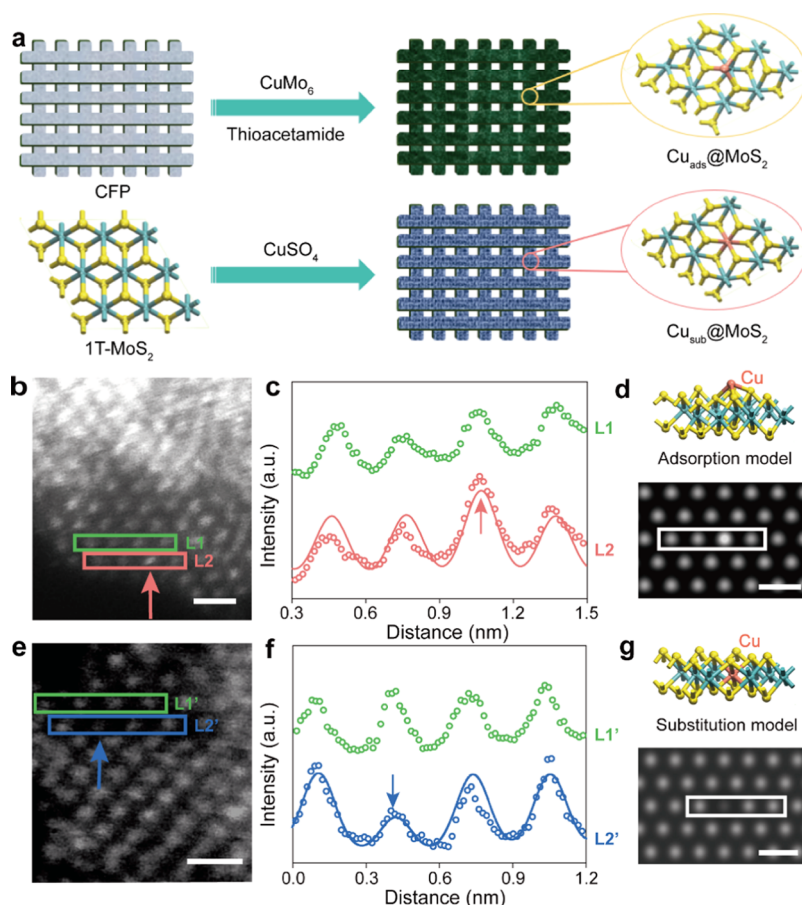 a
CuMo6
Thioacetamide
CFP
Cuads@MoS2
CuSO4
1T-MoS2
Cusub@MoS2
b
L1
L2
c
Intensity (a.u.)
L1
L2
0.3 0.6 0.9 1.2 1.5
Distance (nm)
d
Cu
Adsorption model
e
L1’
L2’
f
Intensity (a.u.)
L1’
L2’
0.0 0.3 0.6 0.9 1.2
Distance (nm)
g
Cu
Substitution model